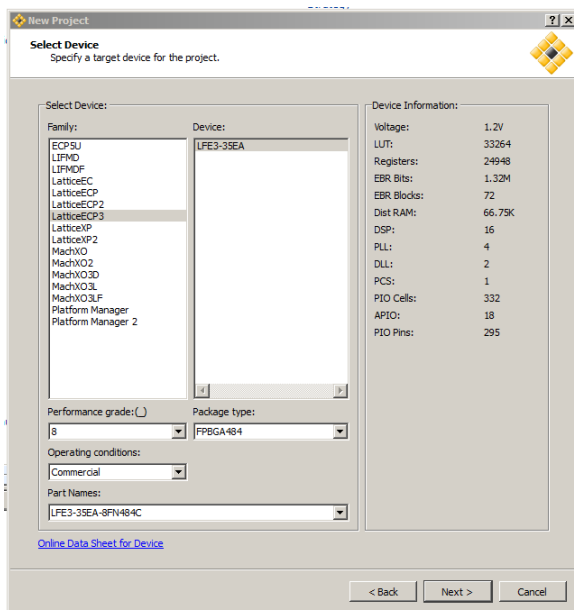 New Project
Select Device
Specify a target device for the project.
Select Device:
Family:
ECP5U
LIFMD
LIFMDF
LatticeEC
LatticeECP
LatticeECP2
LatticeECP3
LatticeXP
LatticeXP2
MachXO
MachXO2
MachXO3D
MachXO3L
MachXO3LF
Platform Manager
Platform Manager 2
Device:
LFE3-35EA
Performance grade:(_)
8
Package type:
FPBGA484
Operating conditions:
Commercial
Part Names:
LFE3-35EA-8FN484C
Device Information:
Voltage: 1.2V
LUT: 33264
Registers: 24948
EBR Bits: 1.32M
EBR Blocks: 72
Dist RAM: 66.75K
DSP: 16
PLL: 4
DLL: 2
PCS: 1
PIO Cells: 332
APIO: 18
PIO Pins: 295
Online Data Sheet for Device
< Back
Next >
Cancel